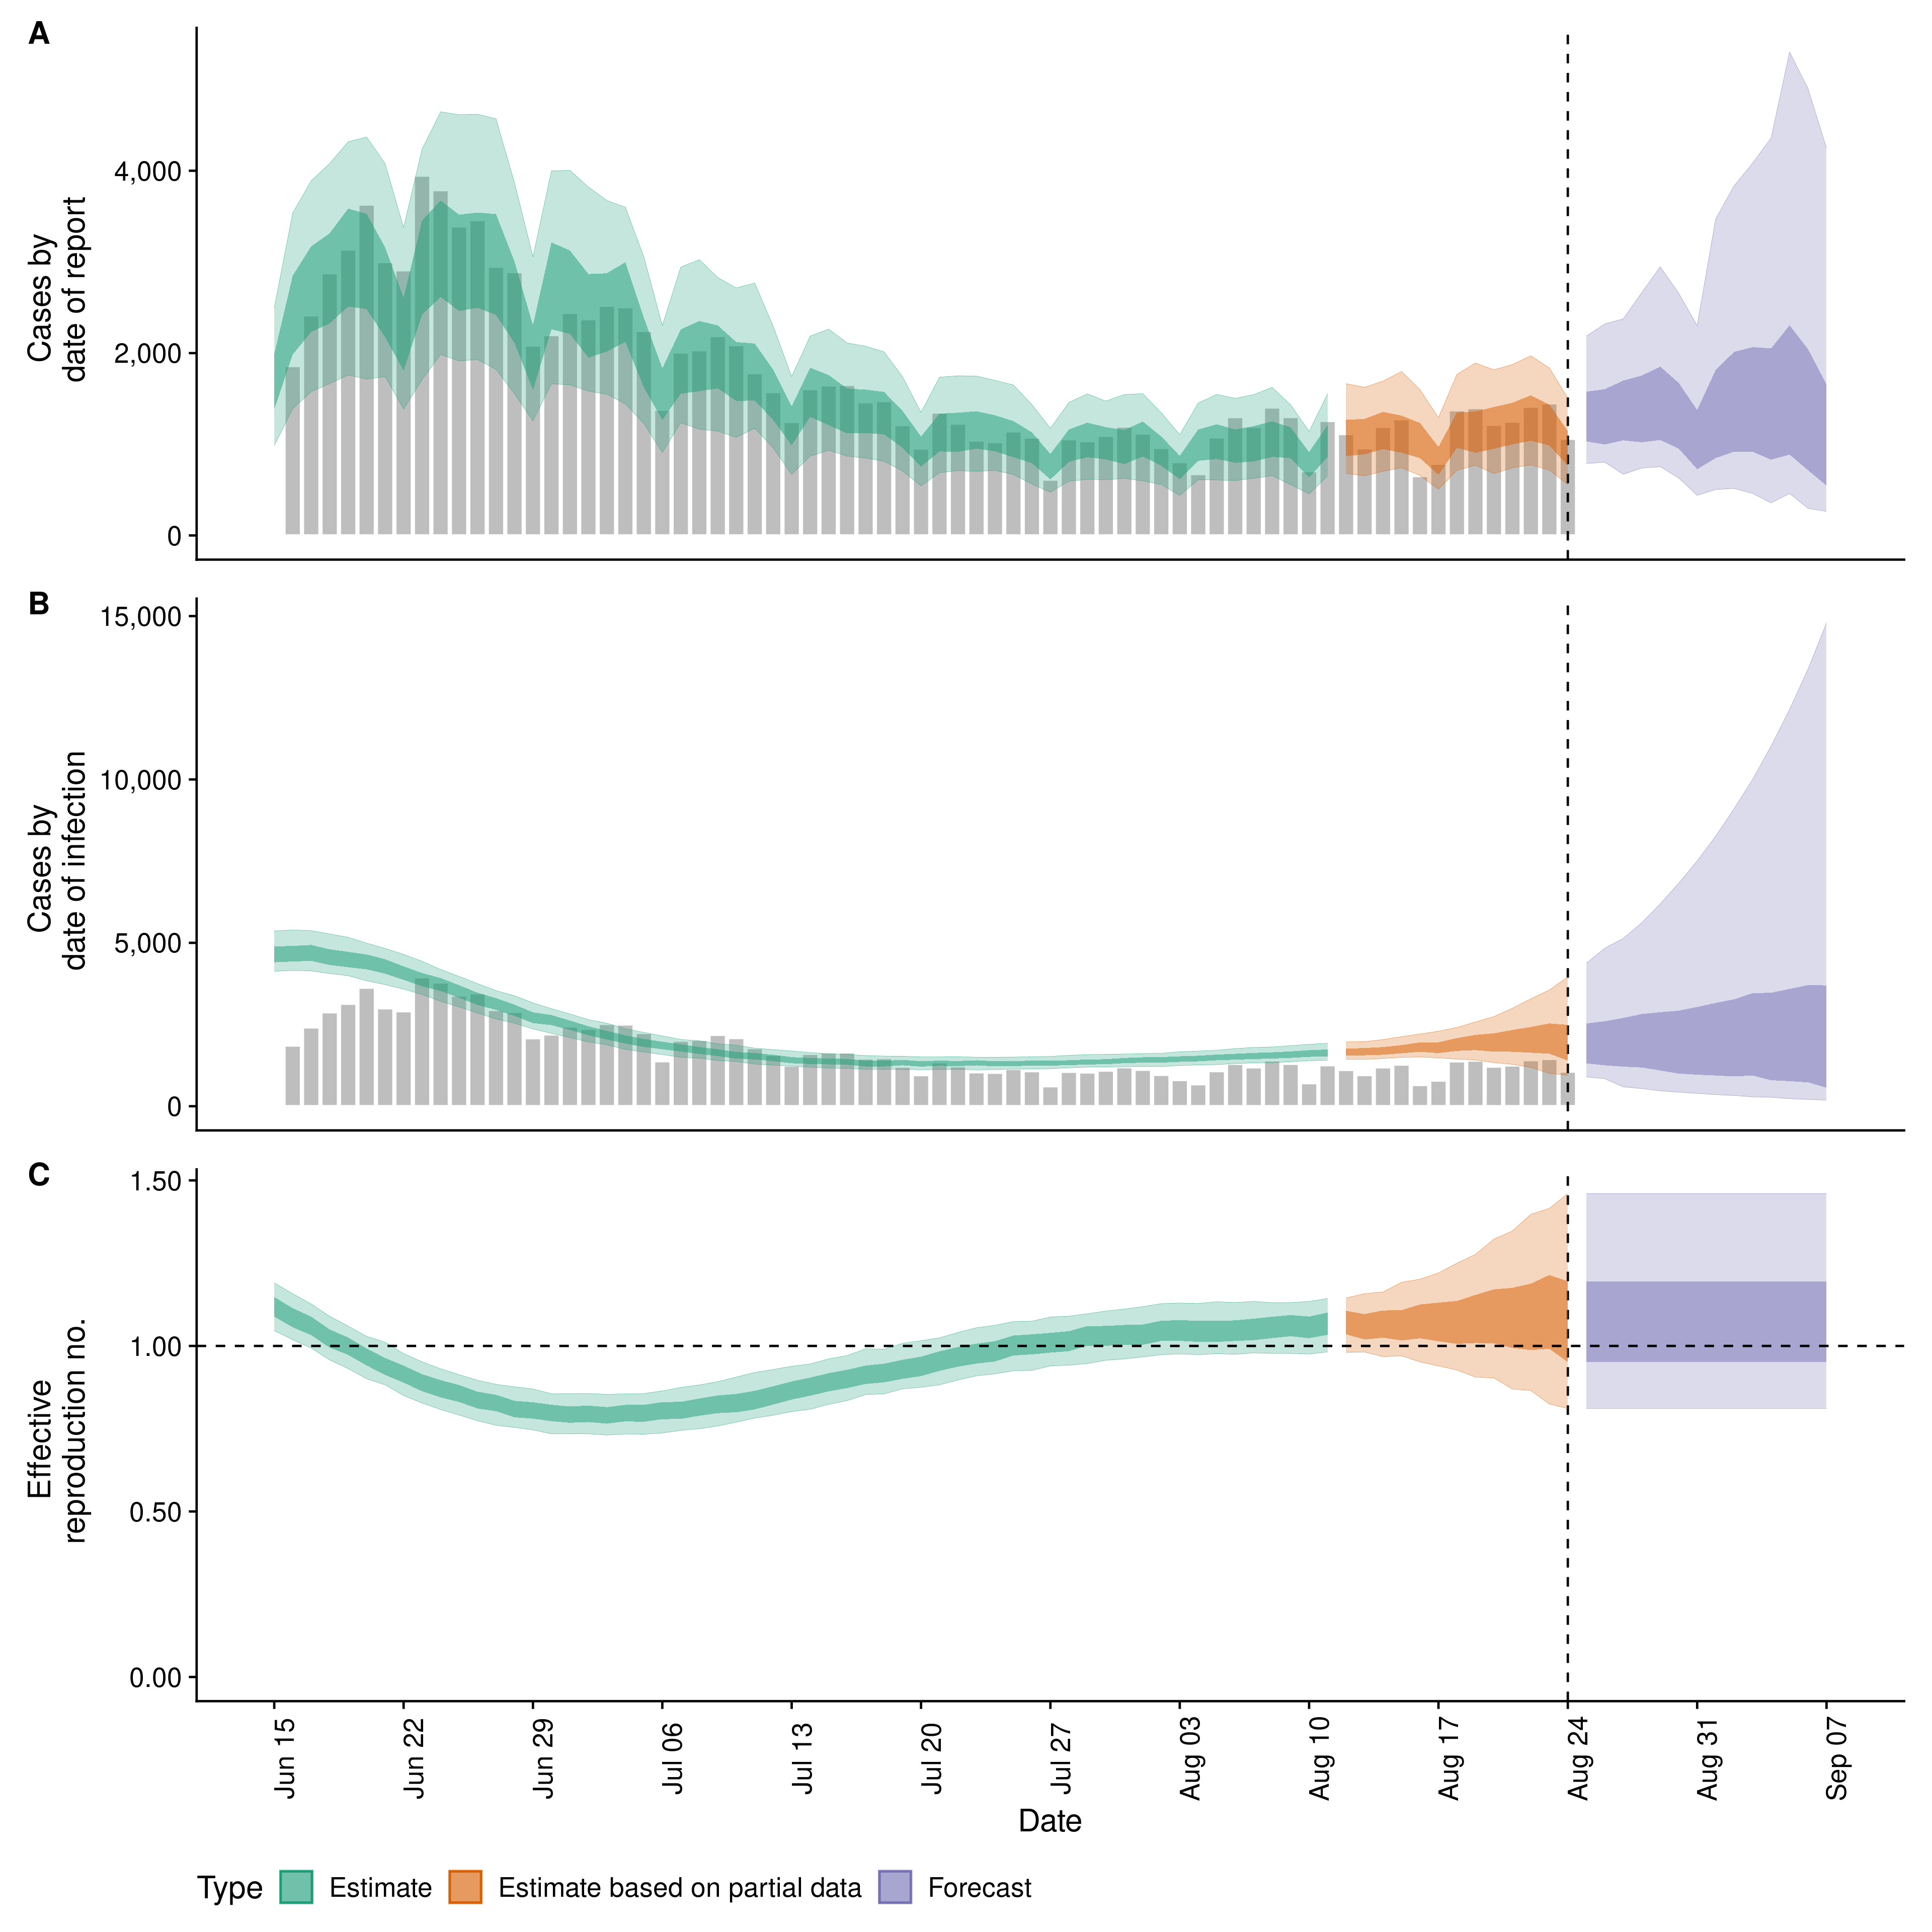 A
Cases by
date of report
4,000
2,000
0
B
Cases by
date of infection
15,000
10,000
5,000
0
C
Effective
reproduction no.
1.50
1.00
0.50
0.00
Jun 15
Jun 22
Jun 29
Jul 06
Jul 13
Jul 20
Jul 27
Aug 03
Aug 10
Aug 17
Aug 24
Aug 31
Sep 07
Date
Type
Estimate
Estimate based on partial data
Forecast